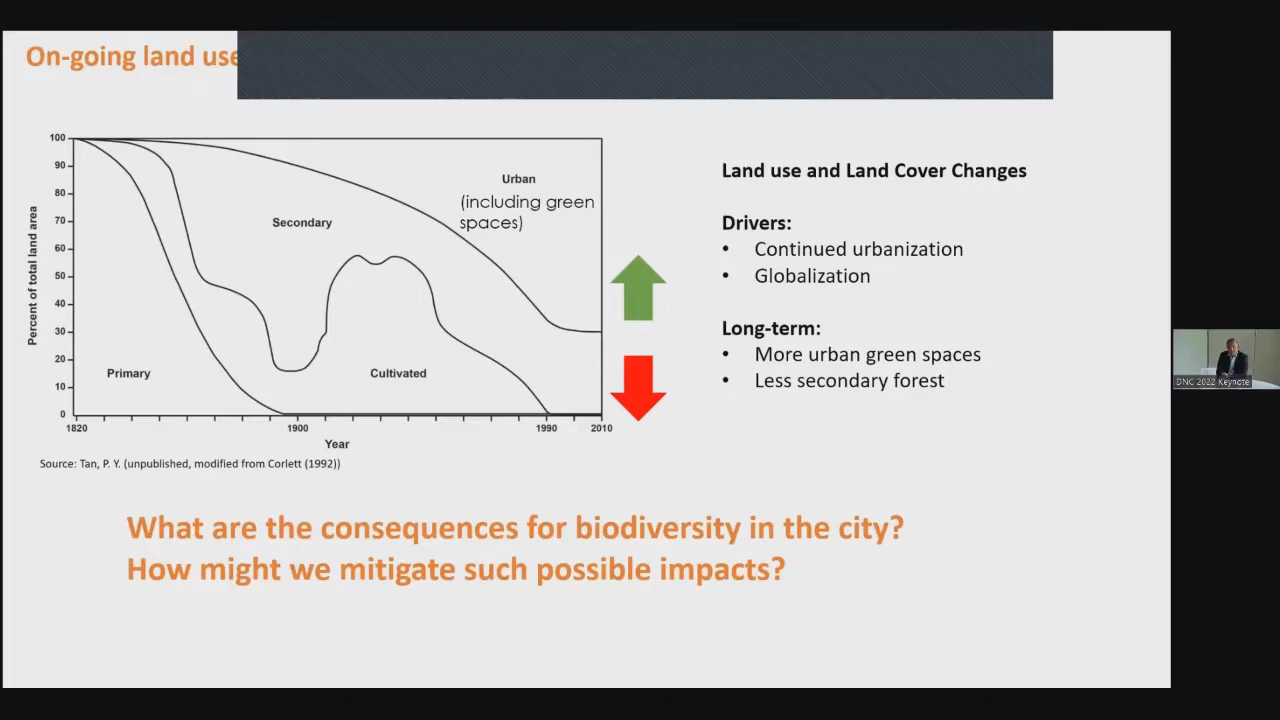 On-going land use
100
90
80
70
60
50
40
30
20
10
0
Percent of total land area
Urban
(including green
spaces)
Secondary
Primary
Cultivated
1820
1900
1990
2010
Year
Source: Tan, P. Y. (unpublished, modified from Corlett (1992))
Land use and Land Cover Changes
Drivers:
• Continued urbanization
• Globalization
Long-term:
• More urban green spaces
• Less secondary forest
What are the consequences for biodiversity in the city?
How might we mitigate such possible impacts?
DNC 2022 Keynote